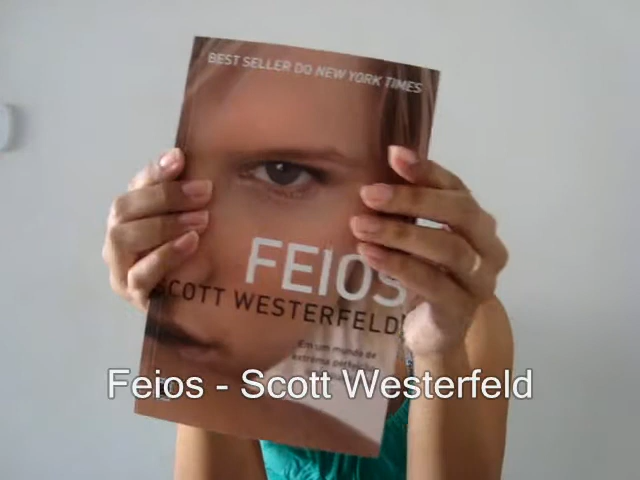 BEST SELLER DO NEW YORK TIMES
FEIOS
SCOTT WESTERFELD
Em um mundo de
extrema
Feios - Scott Westerfeld